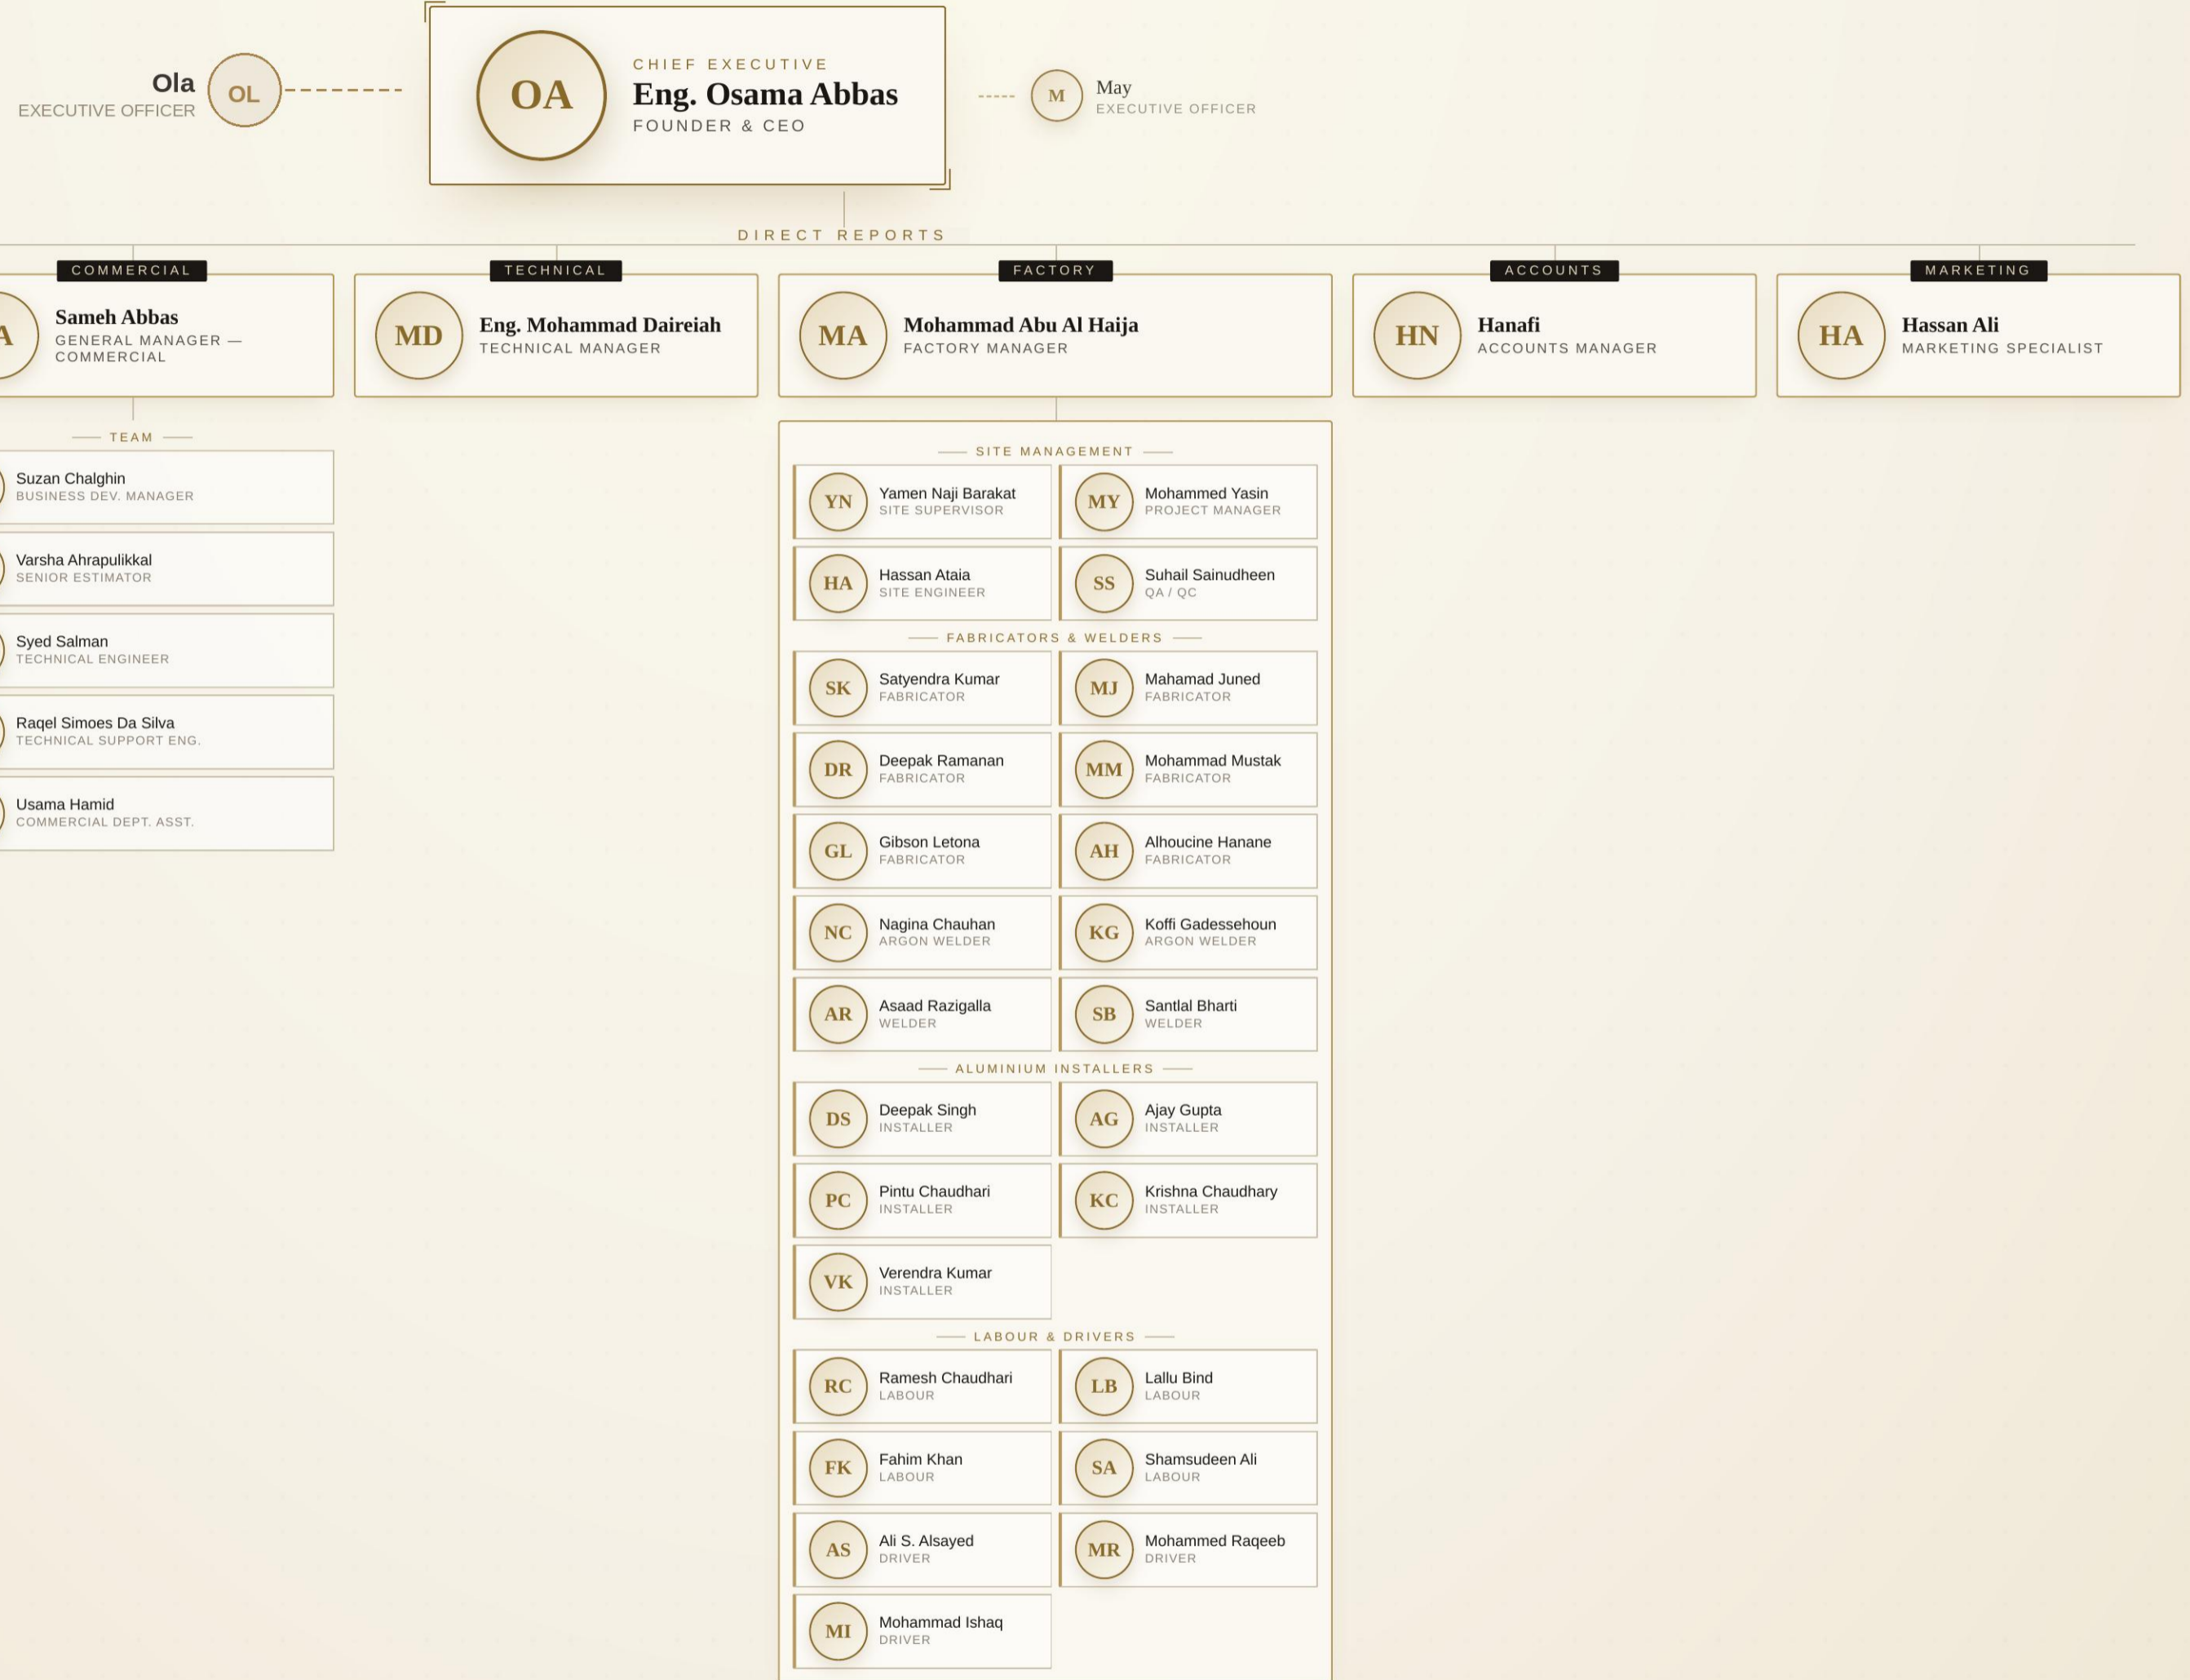 Ola
EXECUTIVE OFFICER
OL
OA
CHIEF EXECUTIVE
Eng. Osama Abbas
FOUNDER & CEO
M
May
EXECUTIVE OFFICER
DIRECT REPORTS
COMMERCIAL
A
Sameh Abbas
GENERAL MANAGER —
COMMERCIAL
TECHNICAL
MD
Eng. Mohammad Daireiah
TECHNICAL MANAGER
FACTORY
MA
Mohammad Abu Al Haija
FACTORY MANAGER
ACCOUNTS
HN
Hanafi
ACCOUNTS MANAGER
MARKETING
HA
Hassan Ali
MARKETING SPECIALIST
TEAM
Suzan Chalghin
BUSINESS DEV. MANAGER
Varsha Ahrapulikkal
SENIOR ESTIMATOR
Syed Salman
TECHNICAL ENGINEER
Raqel Simoes Da Silva
TECHNICAL SUPPORT ENG.
Usama Hamid
COMMERCIAL DEPT. ASST.
SITE MANAGEMENT
YN
Yamen Naji Barakat
SITE SUPERVISOR
MY
Mohammed Yasin
PROJECT MANAGER
HA
Hassan Ataia
SITE ENGINEER
SS
Suhail Sainudheen
QA / QC
FABRICATORS & WELDERS
SK
Satyendra Kumar
FABRICATOR
MJ
Mahamad Juned
FABRICATOR
DR
Deepak Ramanan
FABRICATOR
MM
Mohammad Mustak
FABRICATOR
GL
Gibson Letona
FABRICATOR
AH
Alhoucine Hanane
FABRICATOR
NC
Nagina Chauhan
ARGON WELDER
KG
Koffi Gadessehoun
ARGON WELDER
AR
Asaad Razigalla
WELDER
SB
Santlal Bharti
WELDER
ALUMINIUM INSTALLERS
DS
Deepak Singh
INSTALLER
AG
Ajay Gupta
INSTALLER
PC
Pintu Chaudhari
INSTALLER
KC
Krishna Chaudhary
INSTALLER
VK
Verendra Kumar
INSTALLER
LABOUR & DRIVERS
RC
Ramesh Chaudhari
LABOUR
LB
Lallu Bind
LABOUR
FK
Fahim Khan
LABOUR
SA
Shamsudeen Ali
LABOUR
AS
Ali S. Alsayed
DRIVER
MR
Mohammed Raqeeb
DRIVER
MI
Mohammad Ishaq
DRIVER